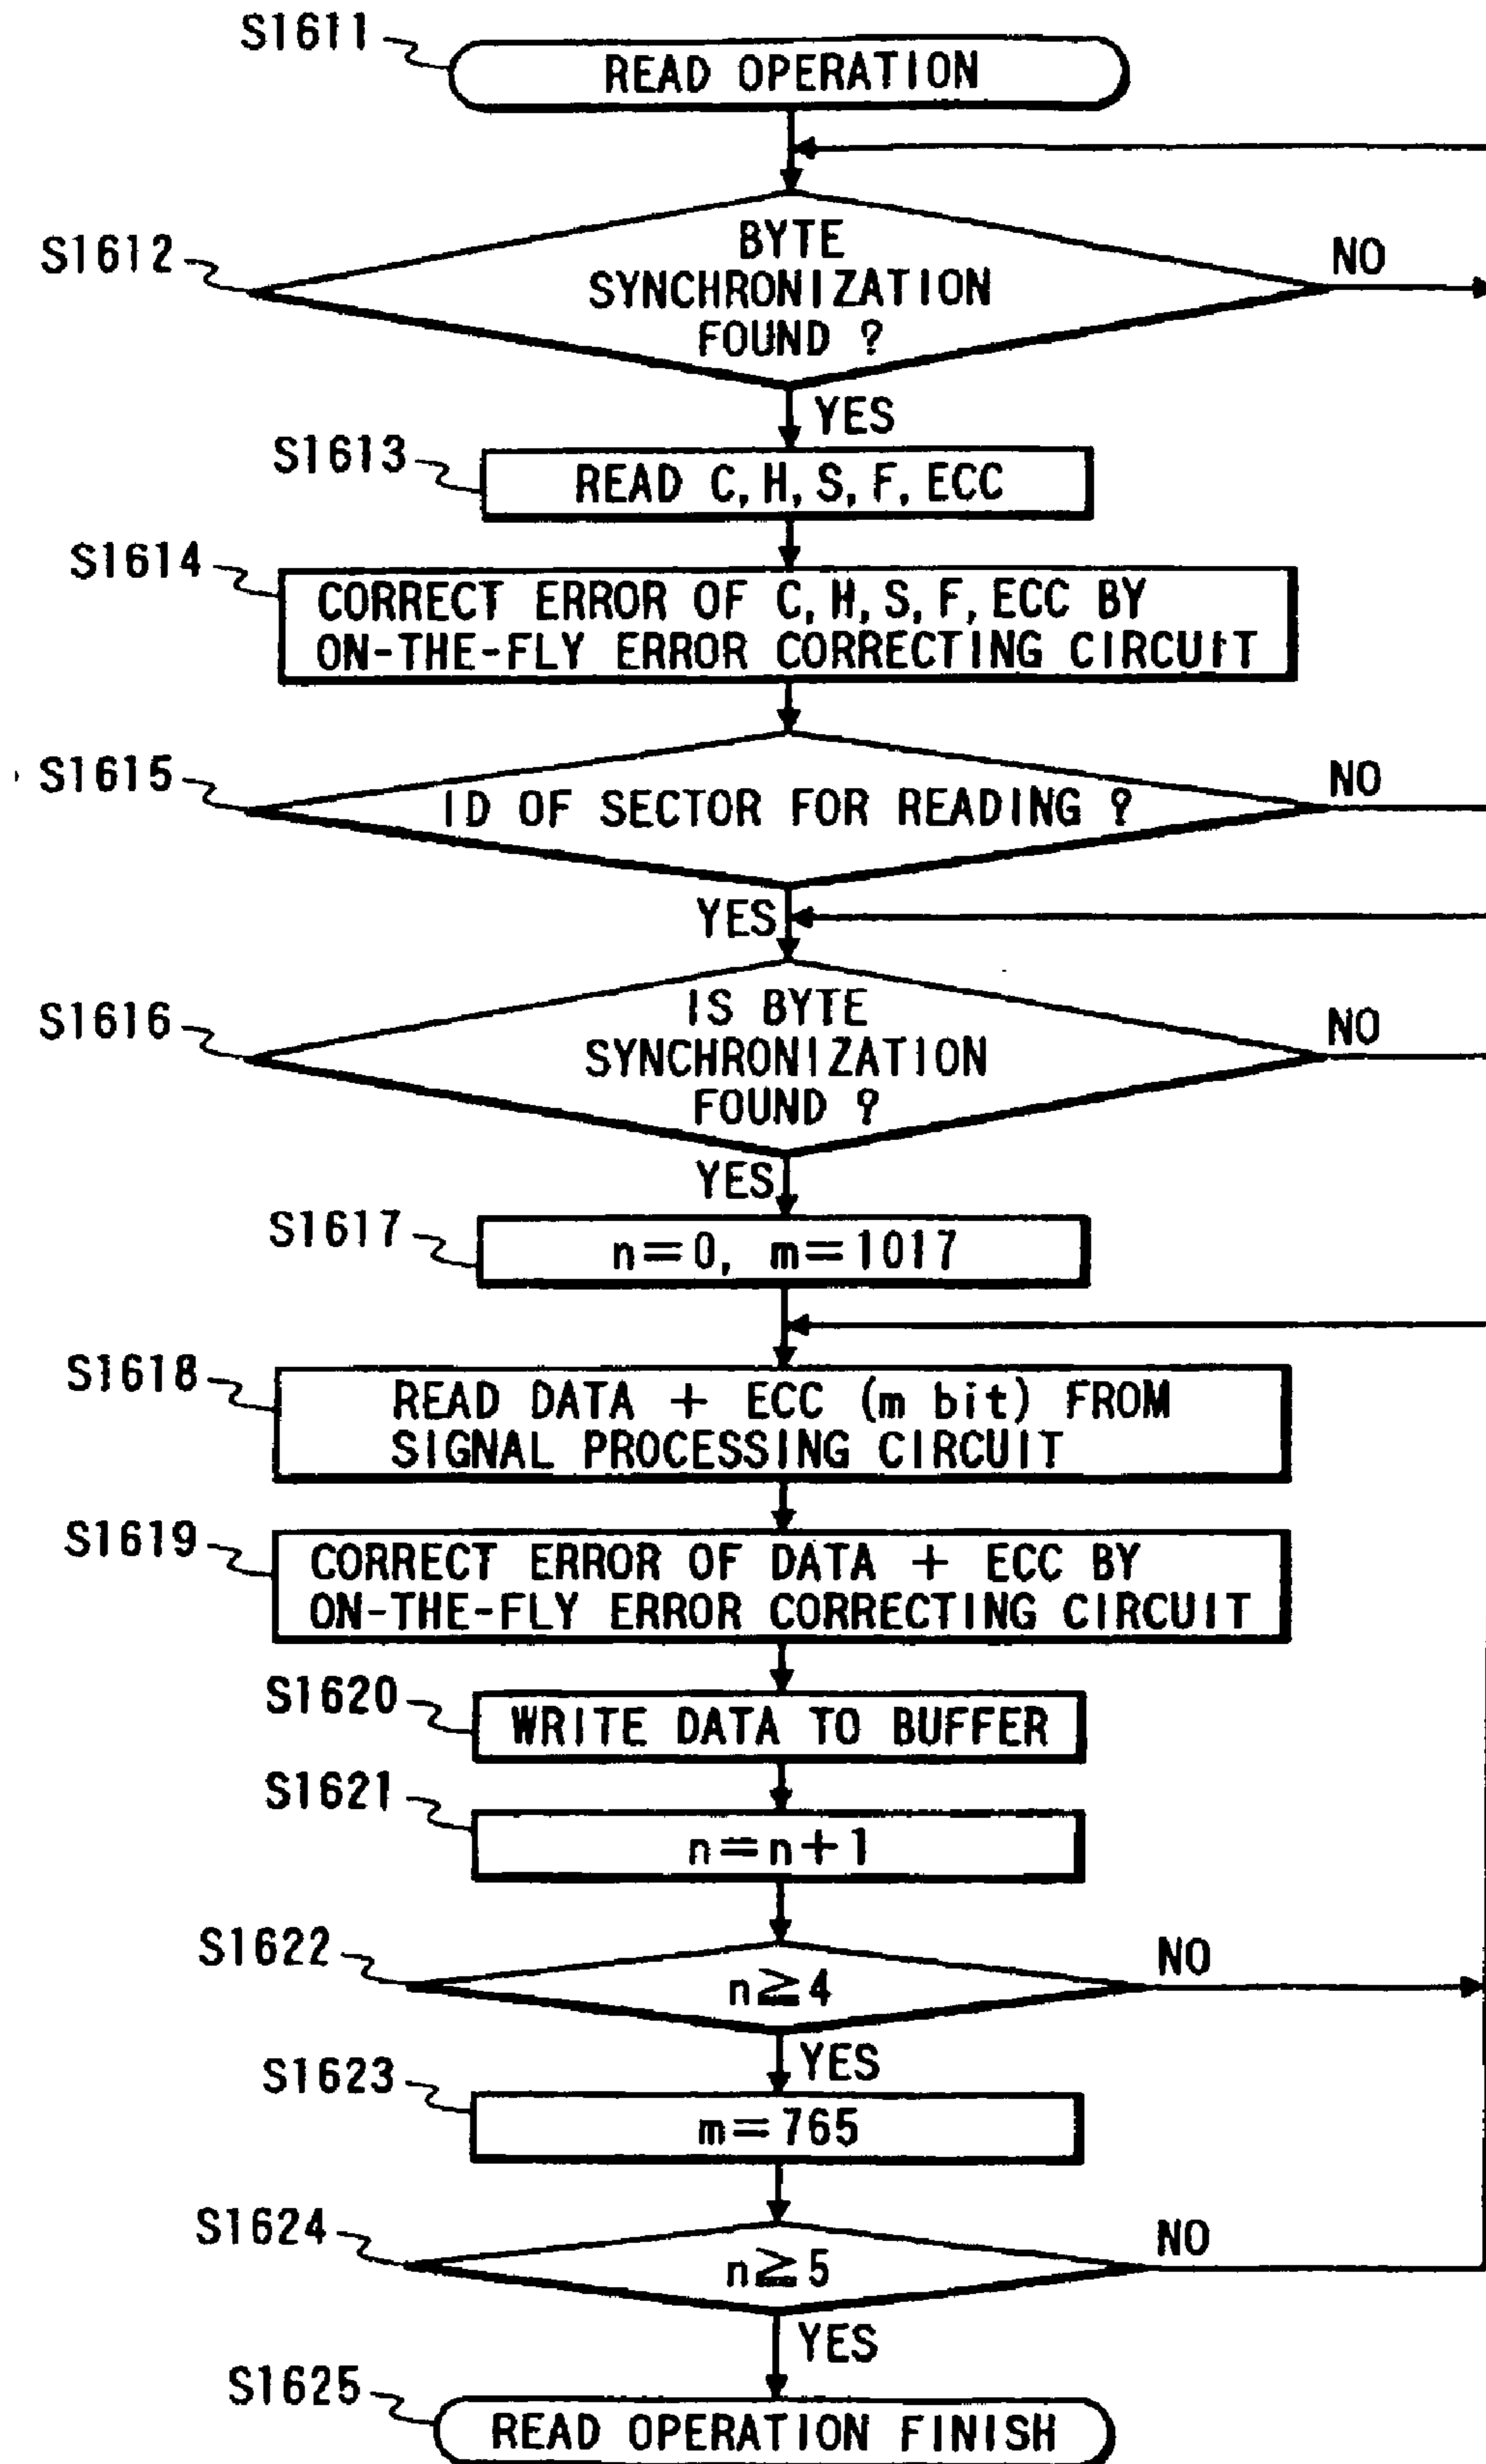 S1611
READ OPERATION
S1612
BYTE
SYNCHRONIZATION
FOUND ?
NO
YES
S1613
READ C, H, S, F, ECC
S1614
CORRECT ERROR OF C, H, S, F, ECC BY
ON-THE-FLY ERROR CORRECTING CIRCUIT
S1615
ID OF SECTOR FOR READING ?
NO
YES
S1616
IS BYTE
SYNCHRONIZATION
FOUND ?
NO
YES
S1617
n=0, m=1017
S1618
READ DATA + ECC (m bit) FROM
SIGNAL PROCESSING CIRCUIT
S1619
CORRECT ERROR OF DATA + ECC BY
ON-THE-FLY ERROR CORRECTING CIRCUIT
S1620
WRITE DATA TO BUFFER
S1621
n=n+1
S1622
n≧4
NO
YES
S1623
m=765
S1624
n≧5
NO
YES
S1625
READ OPERATION FINISH